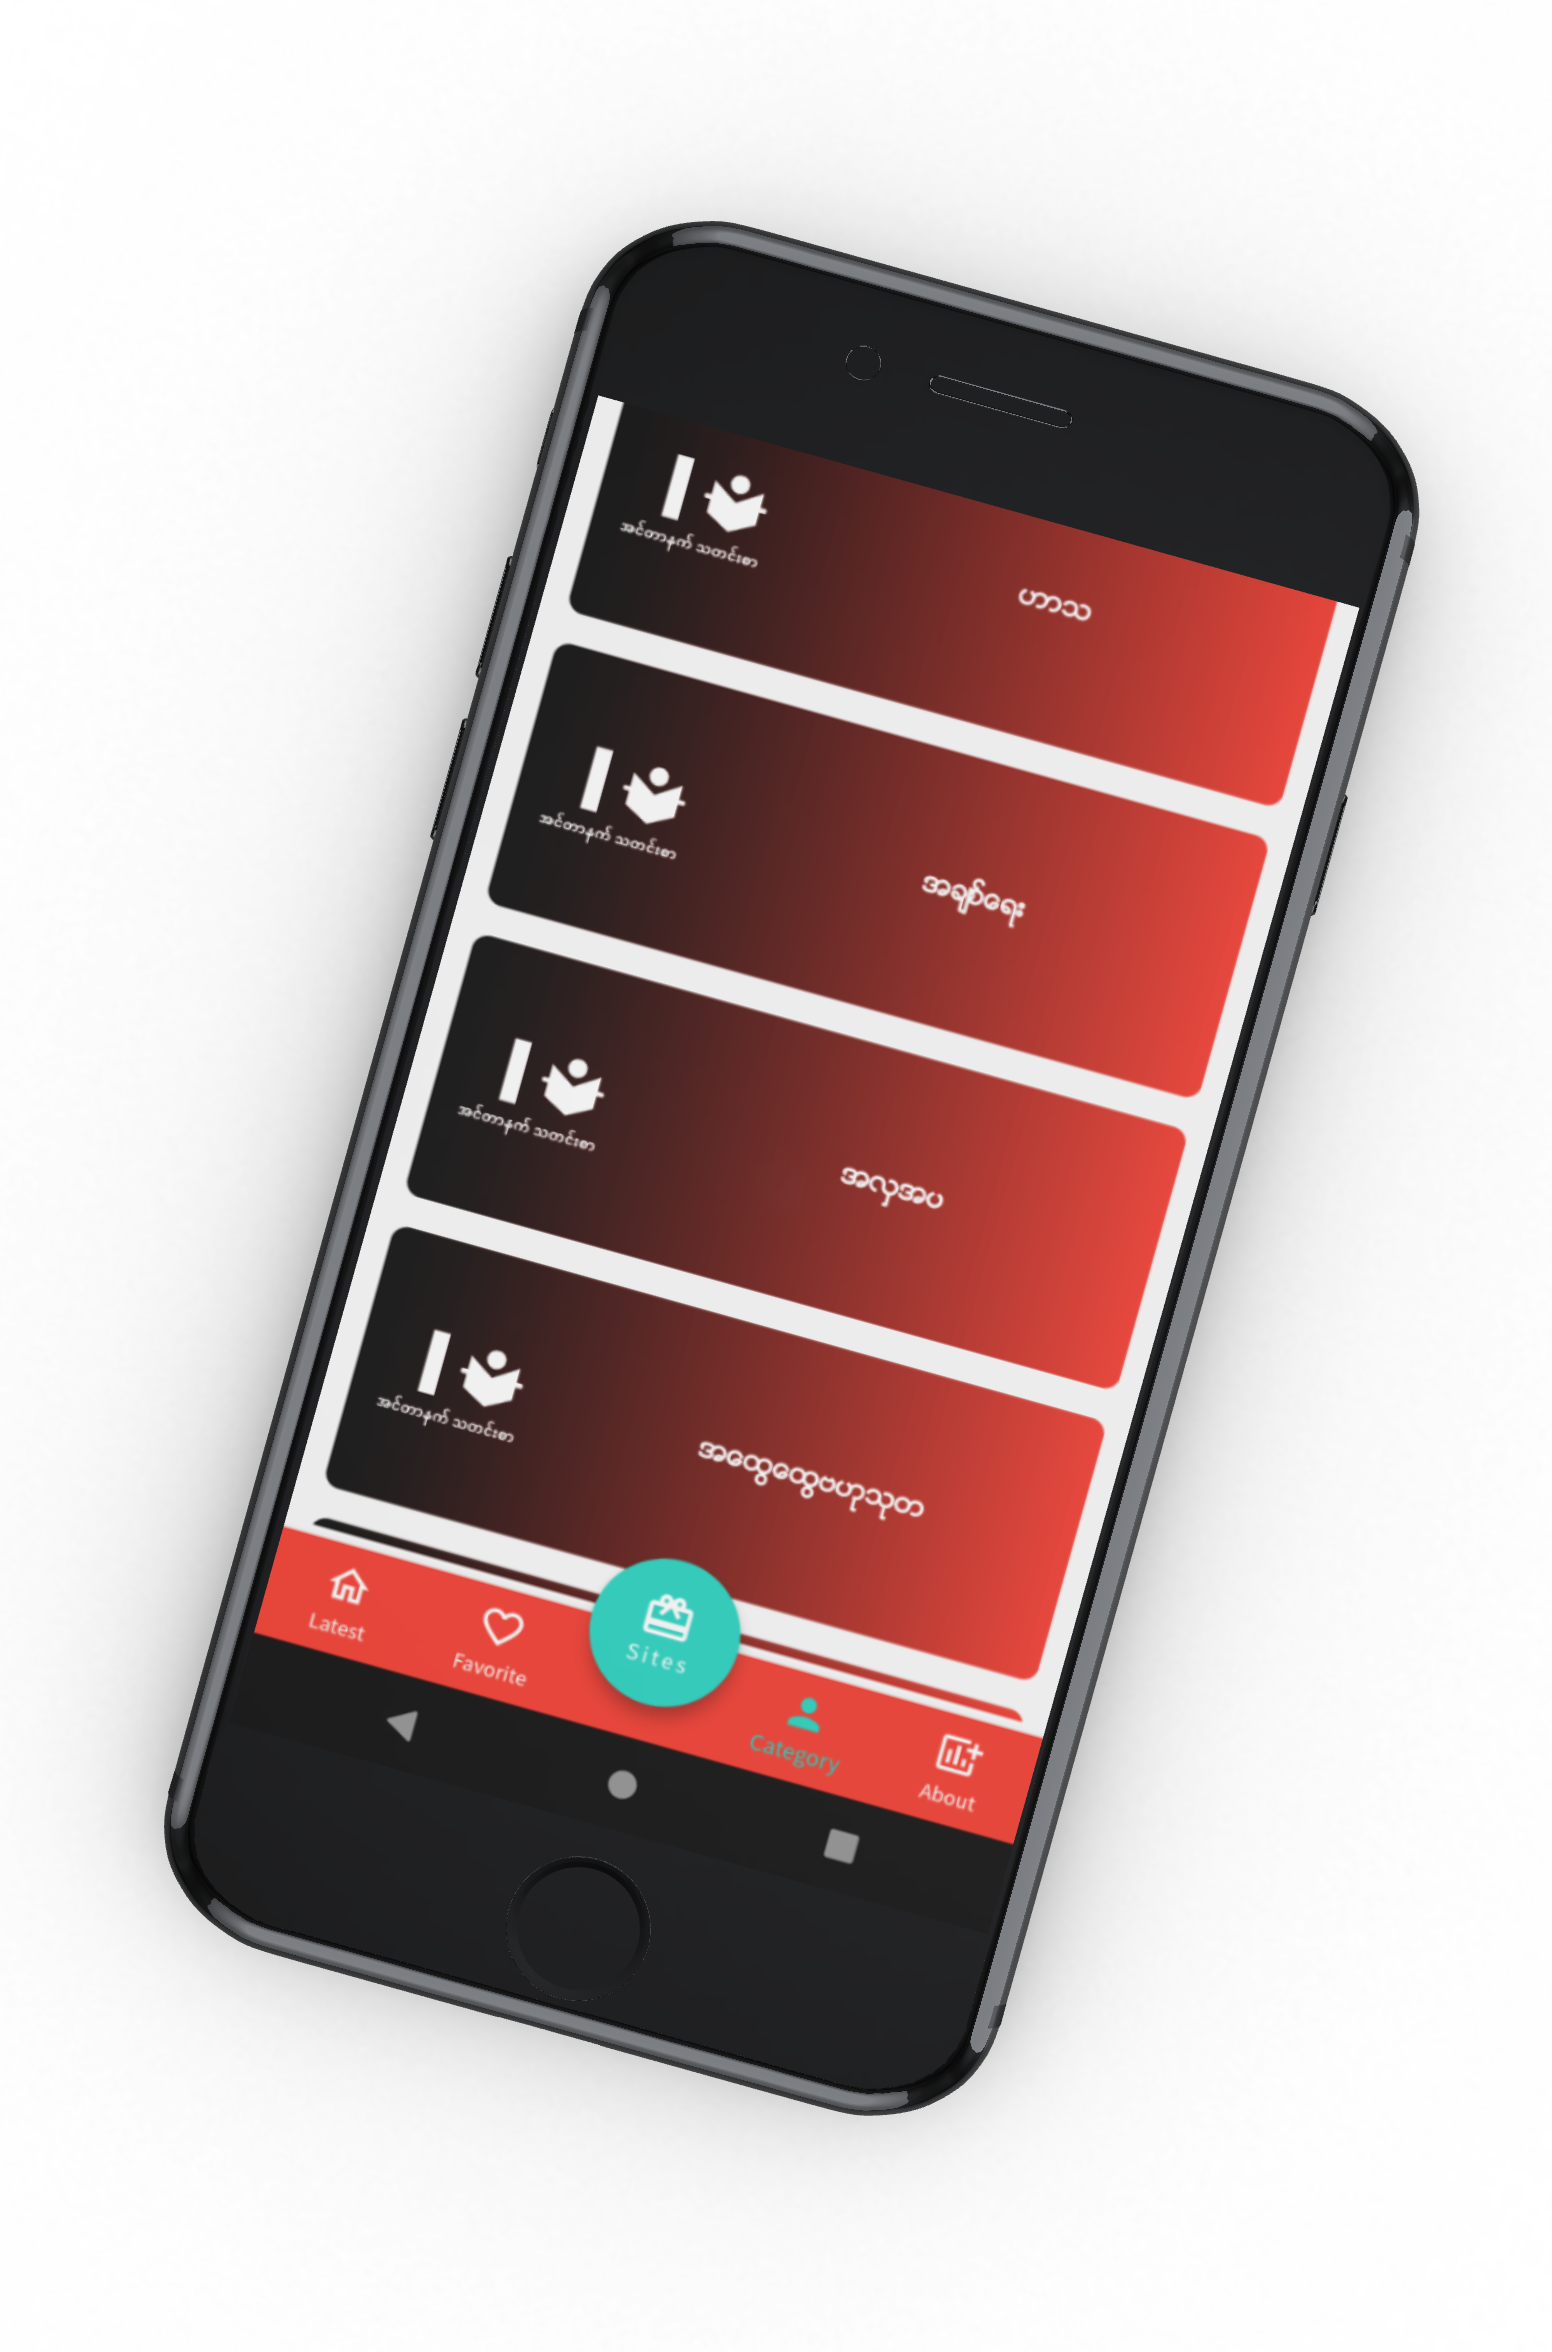 အင်တာနက် သတင်းစာ
ဟာသ
အင်တာနက် သတင်းစာ
အချစ်ရေး
အင်တာနက် သတင်းစာ
အလှအပ
အင်တာနက် သတင်းစာ
အထွေထွေဗဟုသုတ
Latest
Favorite
Sites
Category
About